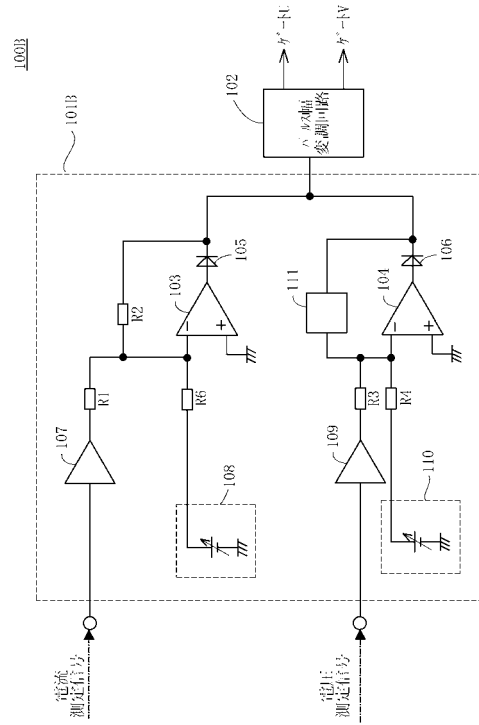 100B
101B
102
パルス幅
変調回路
ゲートU
ゲートV
105
103
R2
R1
107
R6
108
111
106
104
109
R3
R4
110
電流
測定信号
電圧
測定信号